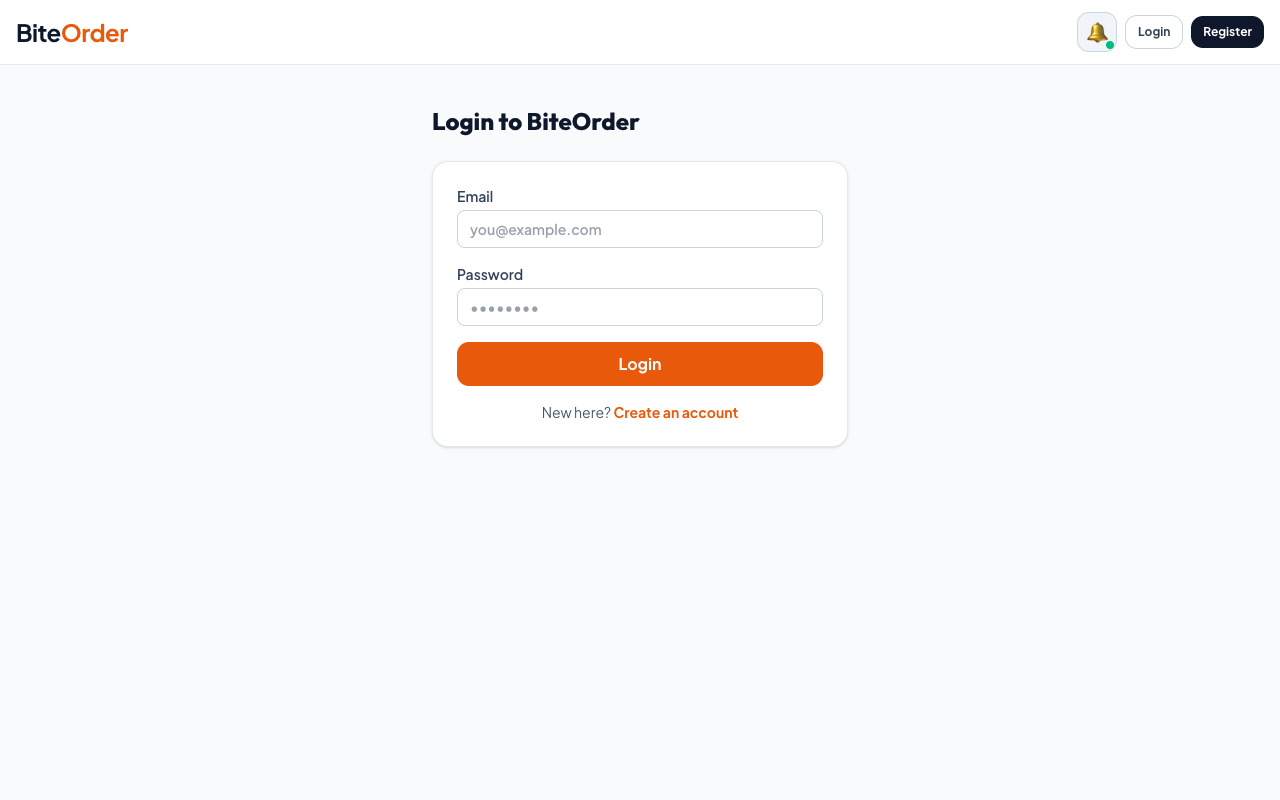 BiteOrder
Login
Register
Login to BiteOrder
Email
you@example.com
Password
••••••••
Login
New here? Create an account